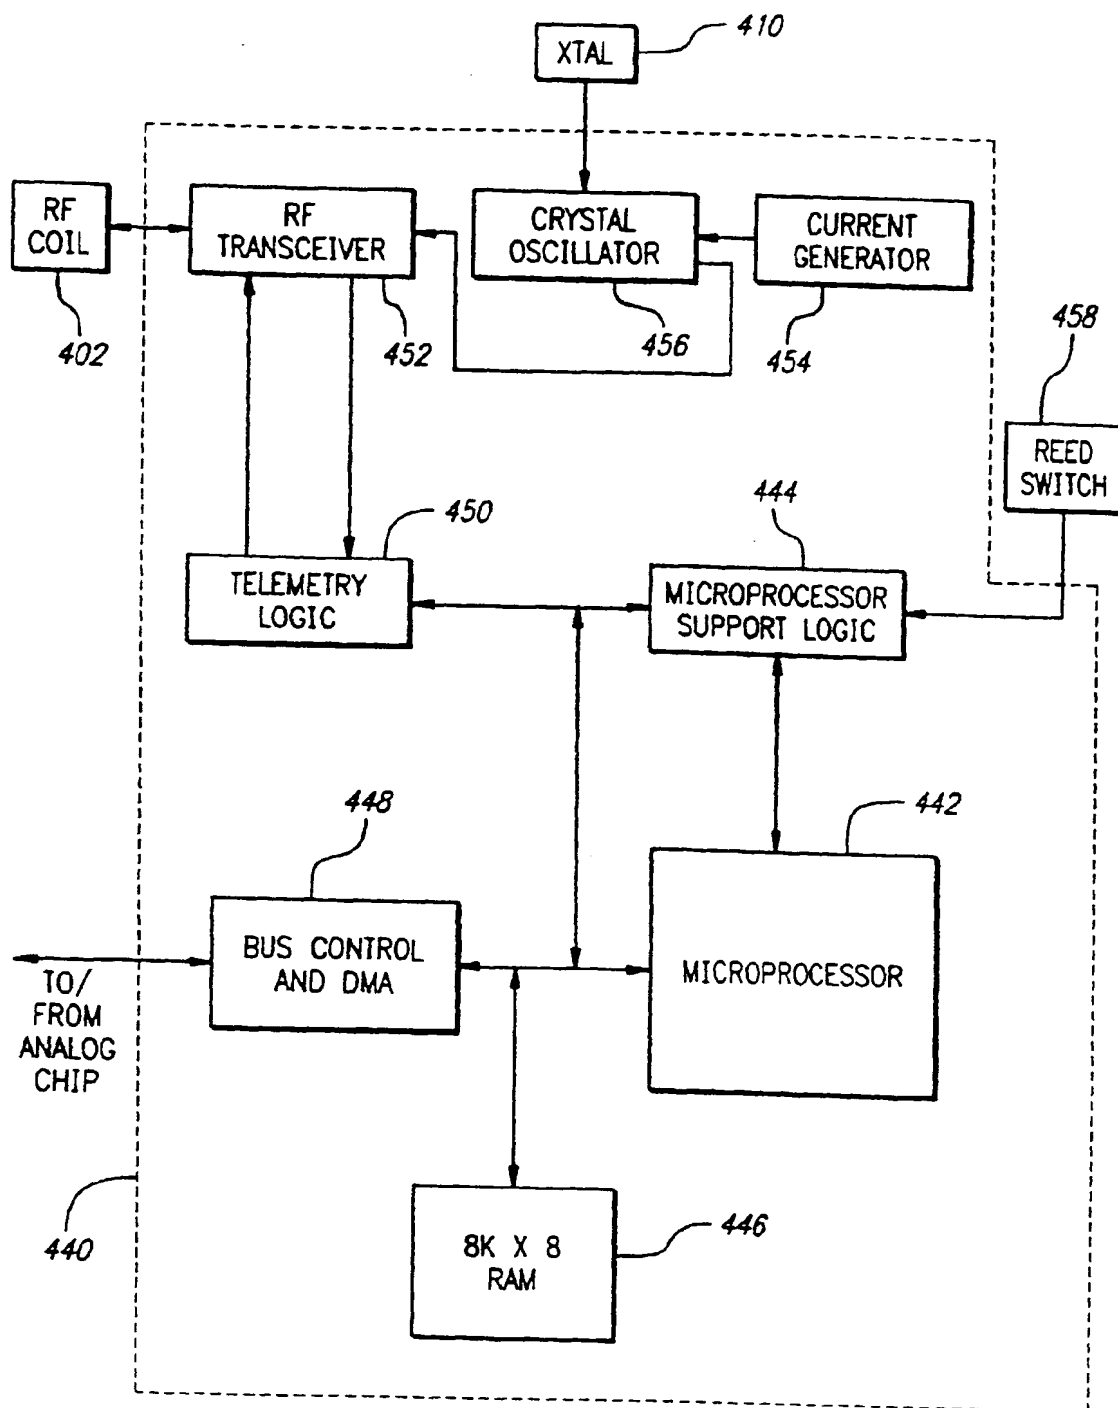 410
XTAL
RF
COIL
402
RF
TRANSCEIVER
452
CRYSTAL
OSCILLATOR
456
CURRENT
GENERATOR
454
458
REED
SWITCH
450
TELEMETRY
LOGIC
444
MICROPROCESSOR
SUPPORT LOGIC
448
BUS CONTROL
AND DMA
442
MICROPROCESSOR
TO/
FROM
ANALOG
CHIP
440
8K X 8
RAM
446